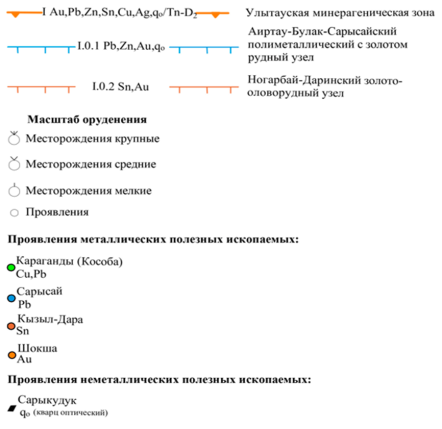 I Au,Pb,Zn,Sn,Cu,Ag,qₒ/Tn-D₂ Улытауская минерагеническая зона
I.0.1 Pb,Zn,Au,qₒ Аиртау-Булак-Сарысайский
полиметаллический с золотом
рудный узел
I.0.2 Sn,Au Ногарбай-Даринский золото-
оловорудный узел
Масштаб оруденения
Месторождения крупные
Месторождения средние
Месторождения мелкие
Проявления
Проявления металлических полезных ископаемых:
Караганды (Кособа)
Cu,Pb
Сарысай
Pb
Кызыл-Дара
Sn
Шокша
Au
Проявления неметаллических полезных ископаемых:
Сарыкудук
qₒ (кварц оптический)